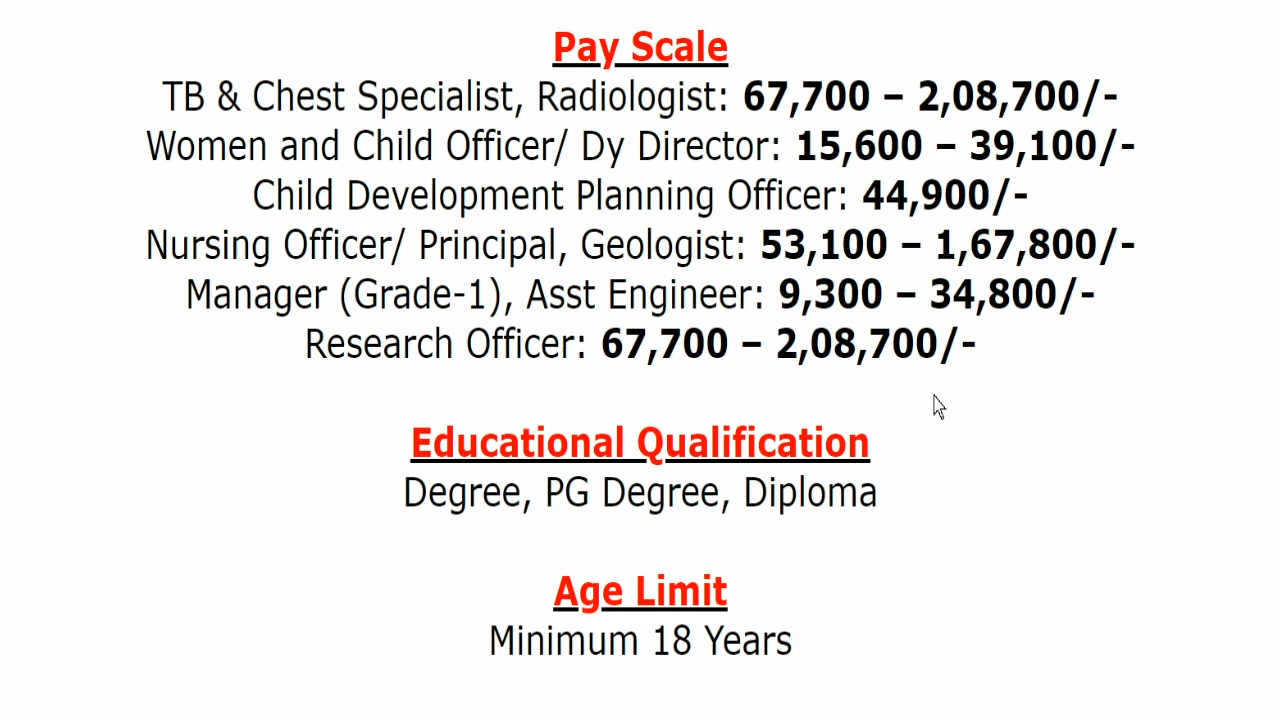 Pay Scale
TB & Chest Specialist, Radiologist: 67,700 – 2,08,700/-
Women and Child Officer/ Dy Director: 15,600 – 39,100/-
Child Development Planning Officer: 44,900/-
Nursing Officer/ Principal, Geologist: 53,100 – 1,67,800/-
Manager (Grade-1), Asst Engineer: 9,300 – 34,800/-
Research Officer: 67,700 – 2,08,700/-
Educational Qualification
Degree, PG Degree, Diploma
Age Limit
Minimum 18 Years